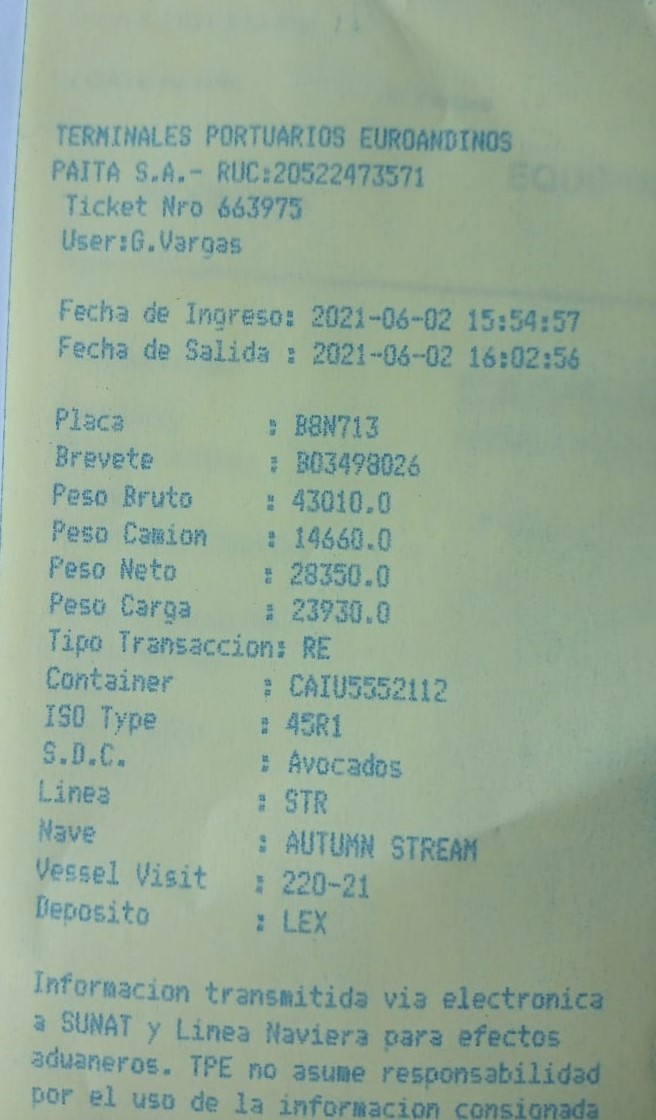 TERMINALES PORTUARIOS EUROANDINOS
PAITA S.A.- RUC:20522473571
Ticket Nro 663975
User:G.Vargas
Fecha de Ingreso: 2021-06-02 15:54:57
Fecha de Salida : 2021-06-02 16:02:56
Placa : B8N713
Brevete : B03498026
Peso Bruto : 43010.0
Peso Camion : 14660.0
Peso Neto : 28350.0
Peso Carga : 23930.0
Tipo Transaccion: RE
Container : CAIU5552112
ISO Type : 45R1
S.D.C. : Avocados
Linea : STR
Nave : AUTUMN STREAM
Vessel Visit : 220-21
Deposito : LEX
Informacion transmitida via electronica
a SUNAT y Linea Naviera para efectos
aduaneros. TPE no asume responsabilidad
por el uso de la informacion consionada